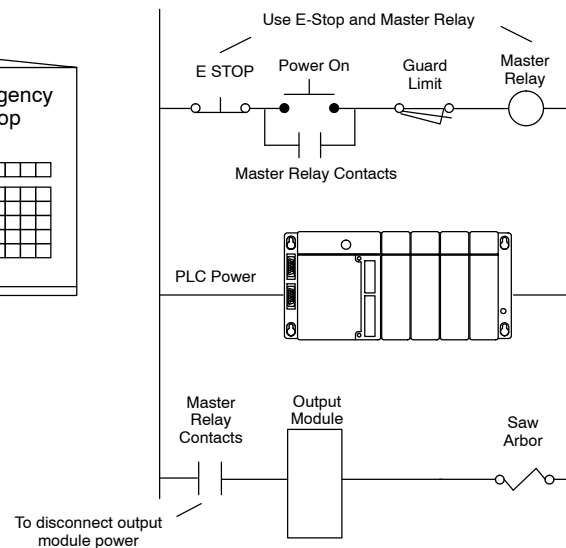 Use E-Stop and Master Relay
E STOP
Power On
Guard
Limit
Master
Relay
Master Relay Contacts
PLC Power
Master
Relay
Contacts
Output
Module
Saw
Arbor
To disconnect output
module power